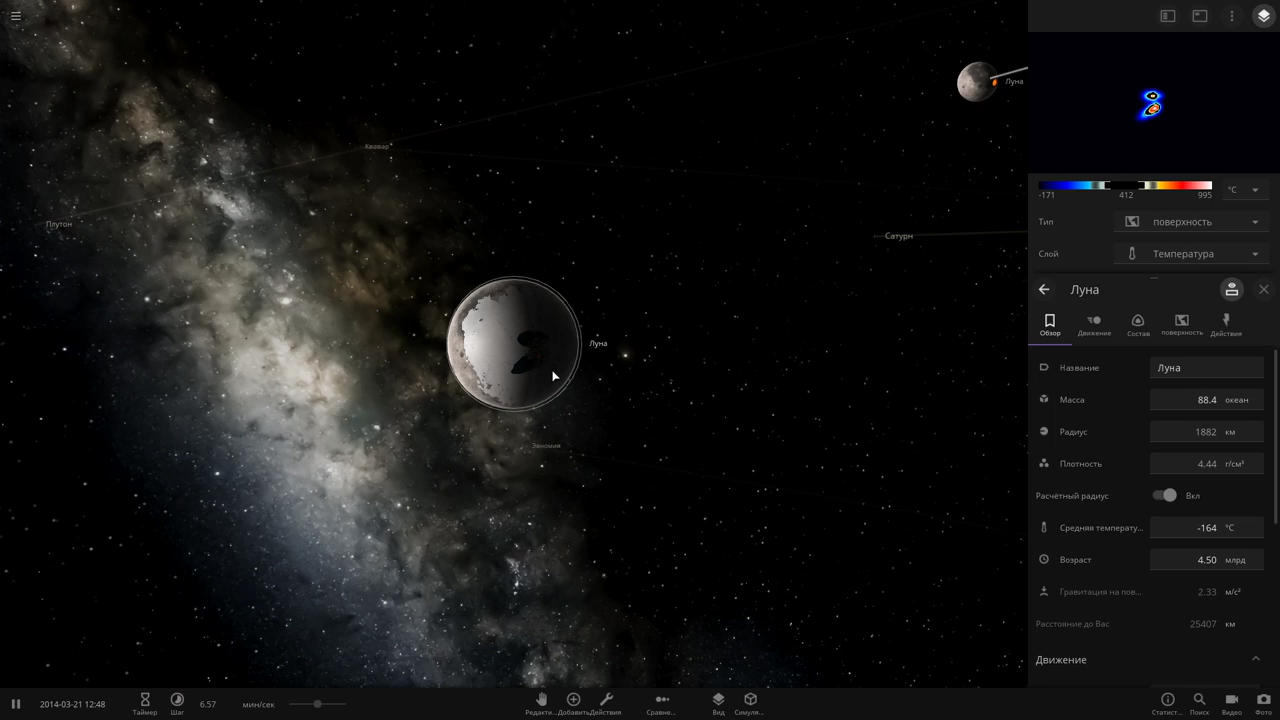 Луна
Квавар
Плутон
Сатурн
Луна
Эвномия
-171 412 995 °C
Тип поверхность
Слой Температура
Луна
Обзор Движение Состав поверхность Действия
Название Луна
Масса 88.4 океан
Радиус 1882 км
Плотность 4.44 г/см³
Расчётный радиус Вкл
Средняя температу... -164 °C
Возраст 4.50 млрд
Гравитация на пов... 2.33 м/с²
Расстояние до Вас 25407 км
Движение
2014-03-21 12:48 Таймер Шаг 6.57 мин/сек Редакти... Добавить Действия Сравне... Вид Симуля... Статист... Поиск Видео Фото